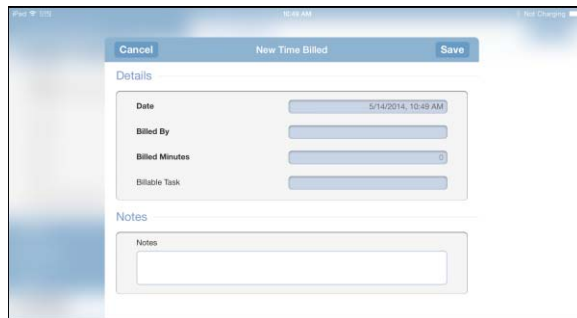 iPad
10:49 AM
Not Charging
Cancel
New Time Billed
Save
Details
Date
5/14/2014, 10:49 AM
Billed By
Billed Minutes
0
Billable Task
Notes
Notes